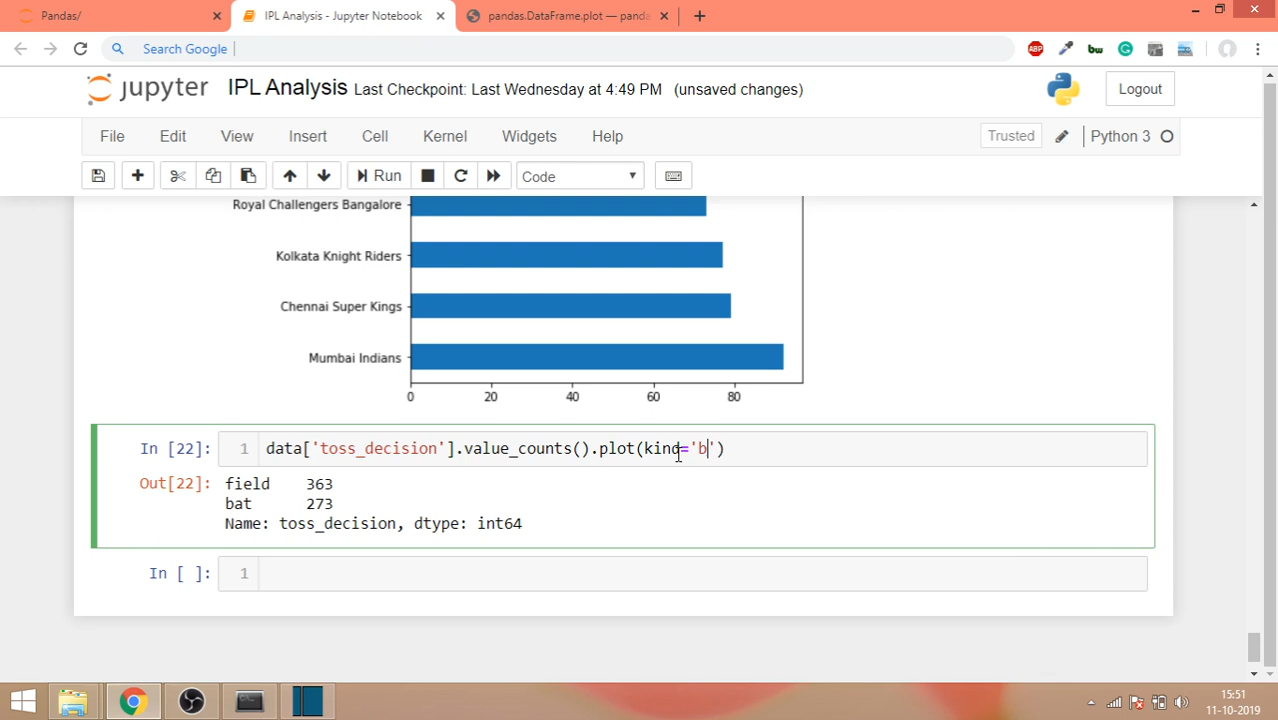 Pandas/
IPL Analysis - Jupyter Notebook
pandas.DataFrame.plot — panda
Search Google
ABP
bw
jupyter
IPL Analysis Last Checkpoint: Last Wednesday at 4:49 PM (unsaved changes)
Logout
File Edit View Insert Cell Kernel Widgets Help
Trusted
Python 3
Run
Code
Royal Challengers Bangalore
Kolkata Knight Riders
Chennai Super Kings
Mumbai Indians
0 20 40 60 80
In [22]: 1 data['toss_decision'].value_counts().plot(kind='b')
Out[22]: field 363
bat 273
Name: toss_decision, dtype: int64
In [ ]: 1
15:51
11-10-2019